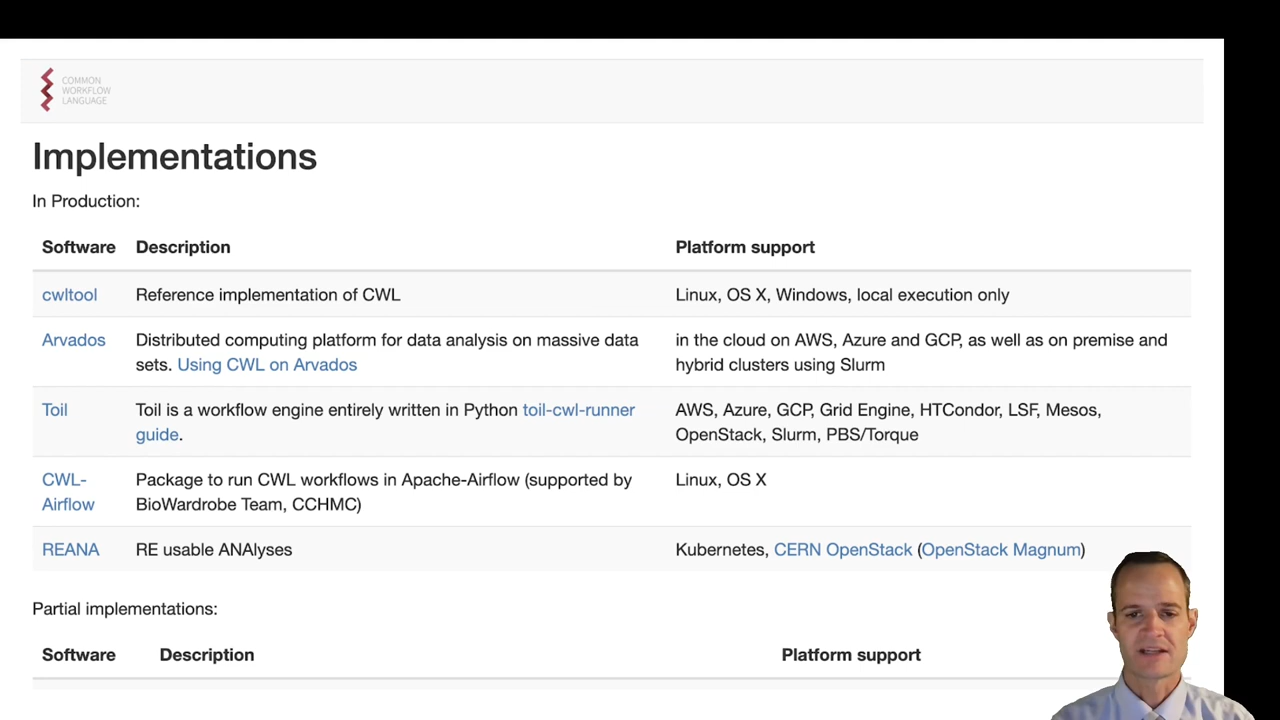 COMMON
WORKFLOW
LANGUAGE
Implementations
In Production:
Software Description Platform support
cwltool Reference implementation of CWL Linux, OS X, Windows, local execution only
Arvados Distributed computing platform for data analysis on massive data in the cloud on AWS, Azure and GCP, as well as on premise and
sets. Using CWL on Arvados hybrid clusters using Slurm
Toil Toil is a workflow engine entirely written in Python toil-cwl-runner AWS, Azure, GCP, Grid Engine, HTCondor, LSF, Mesos,
guide. OpenStack, Slurm, PBS/Torque
CWL- Package to run CWL workflows in Apache-Airflow (supported by Linux, OS X
Airflow BioWardrobe Team, CCHMC)
REANA RE usable ANAlyses Kubernetes, CERN OpenStack (OpenStack Magnum)
Partial implementations:
Software Description Platform support